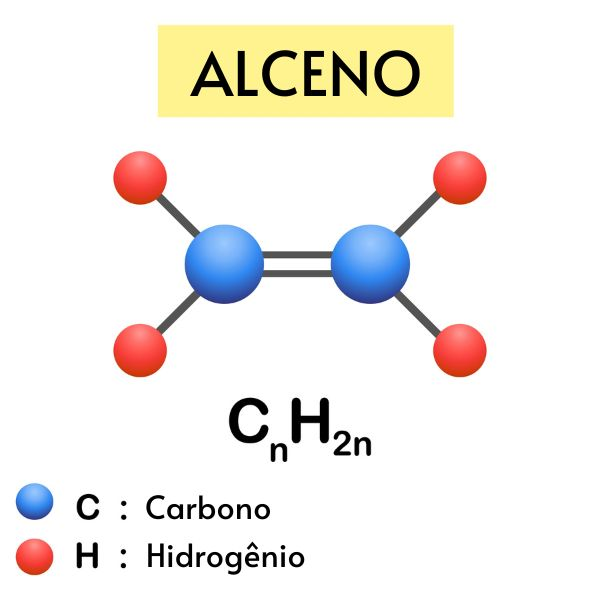 ALCENO
CnH2n
C : Carbono
H : Hidrogênio